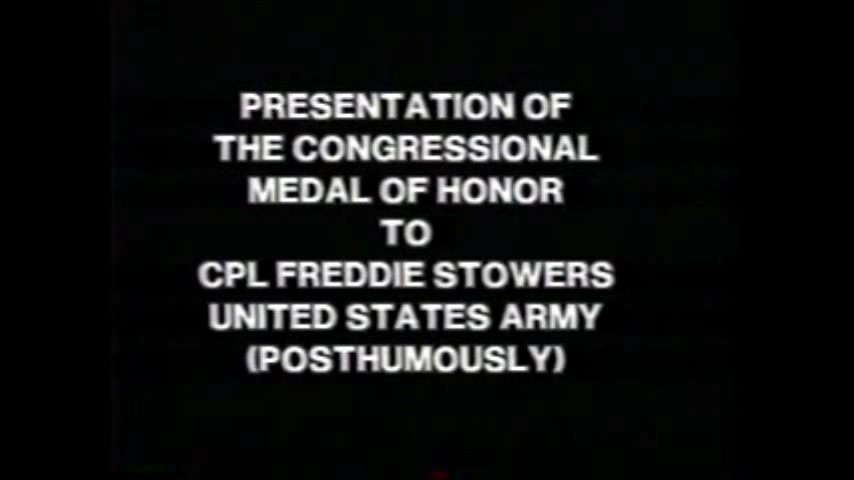 PRESENTATION OF
THE CONGRESSIONAL
MEDAL OF HONOR
TO
CPL FREDDIE STOWERS
UNITED STATES ARMY
(POSTHUMOUSLY)